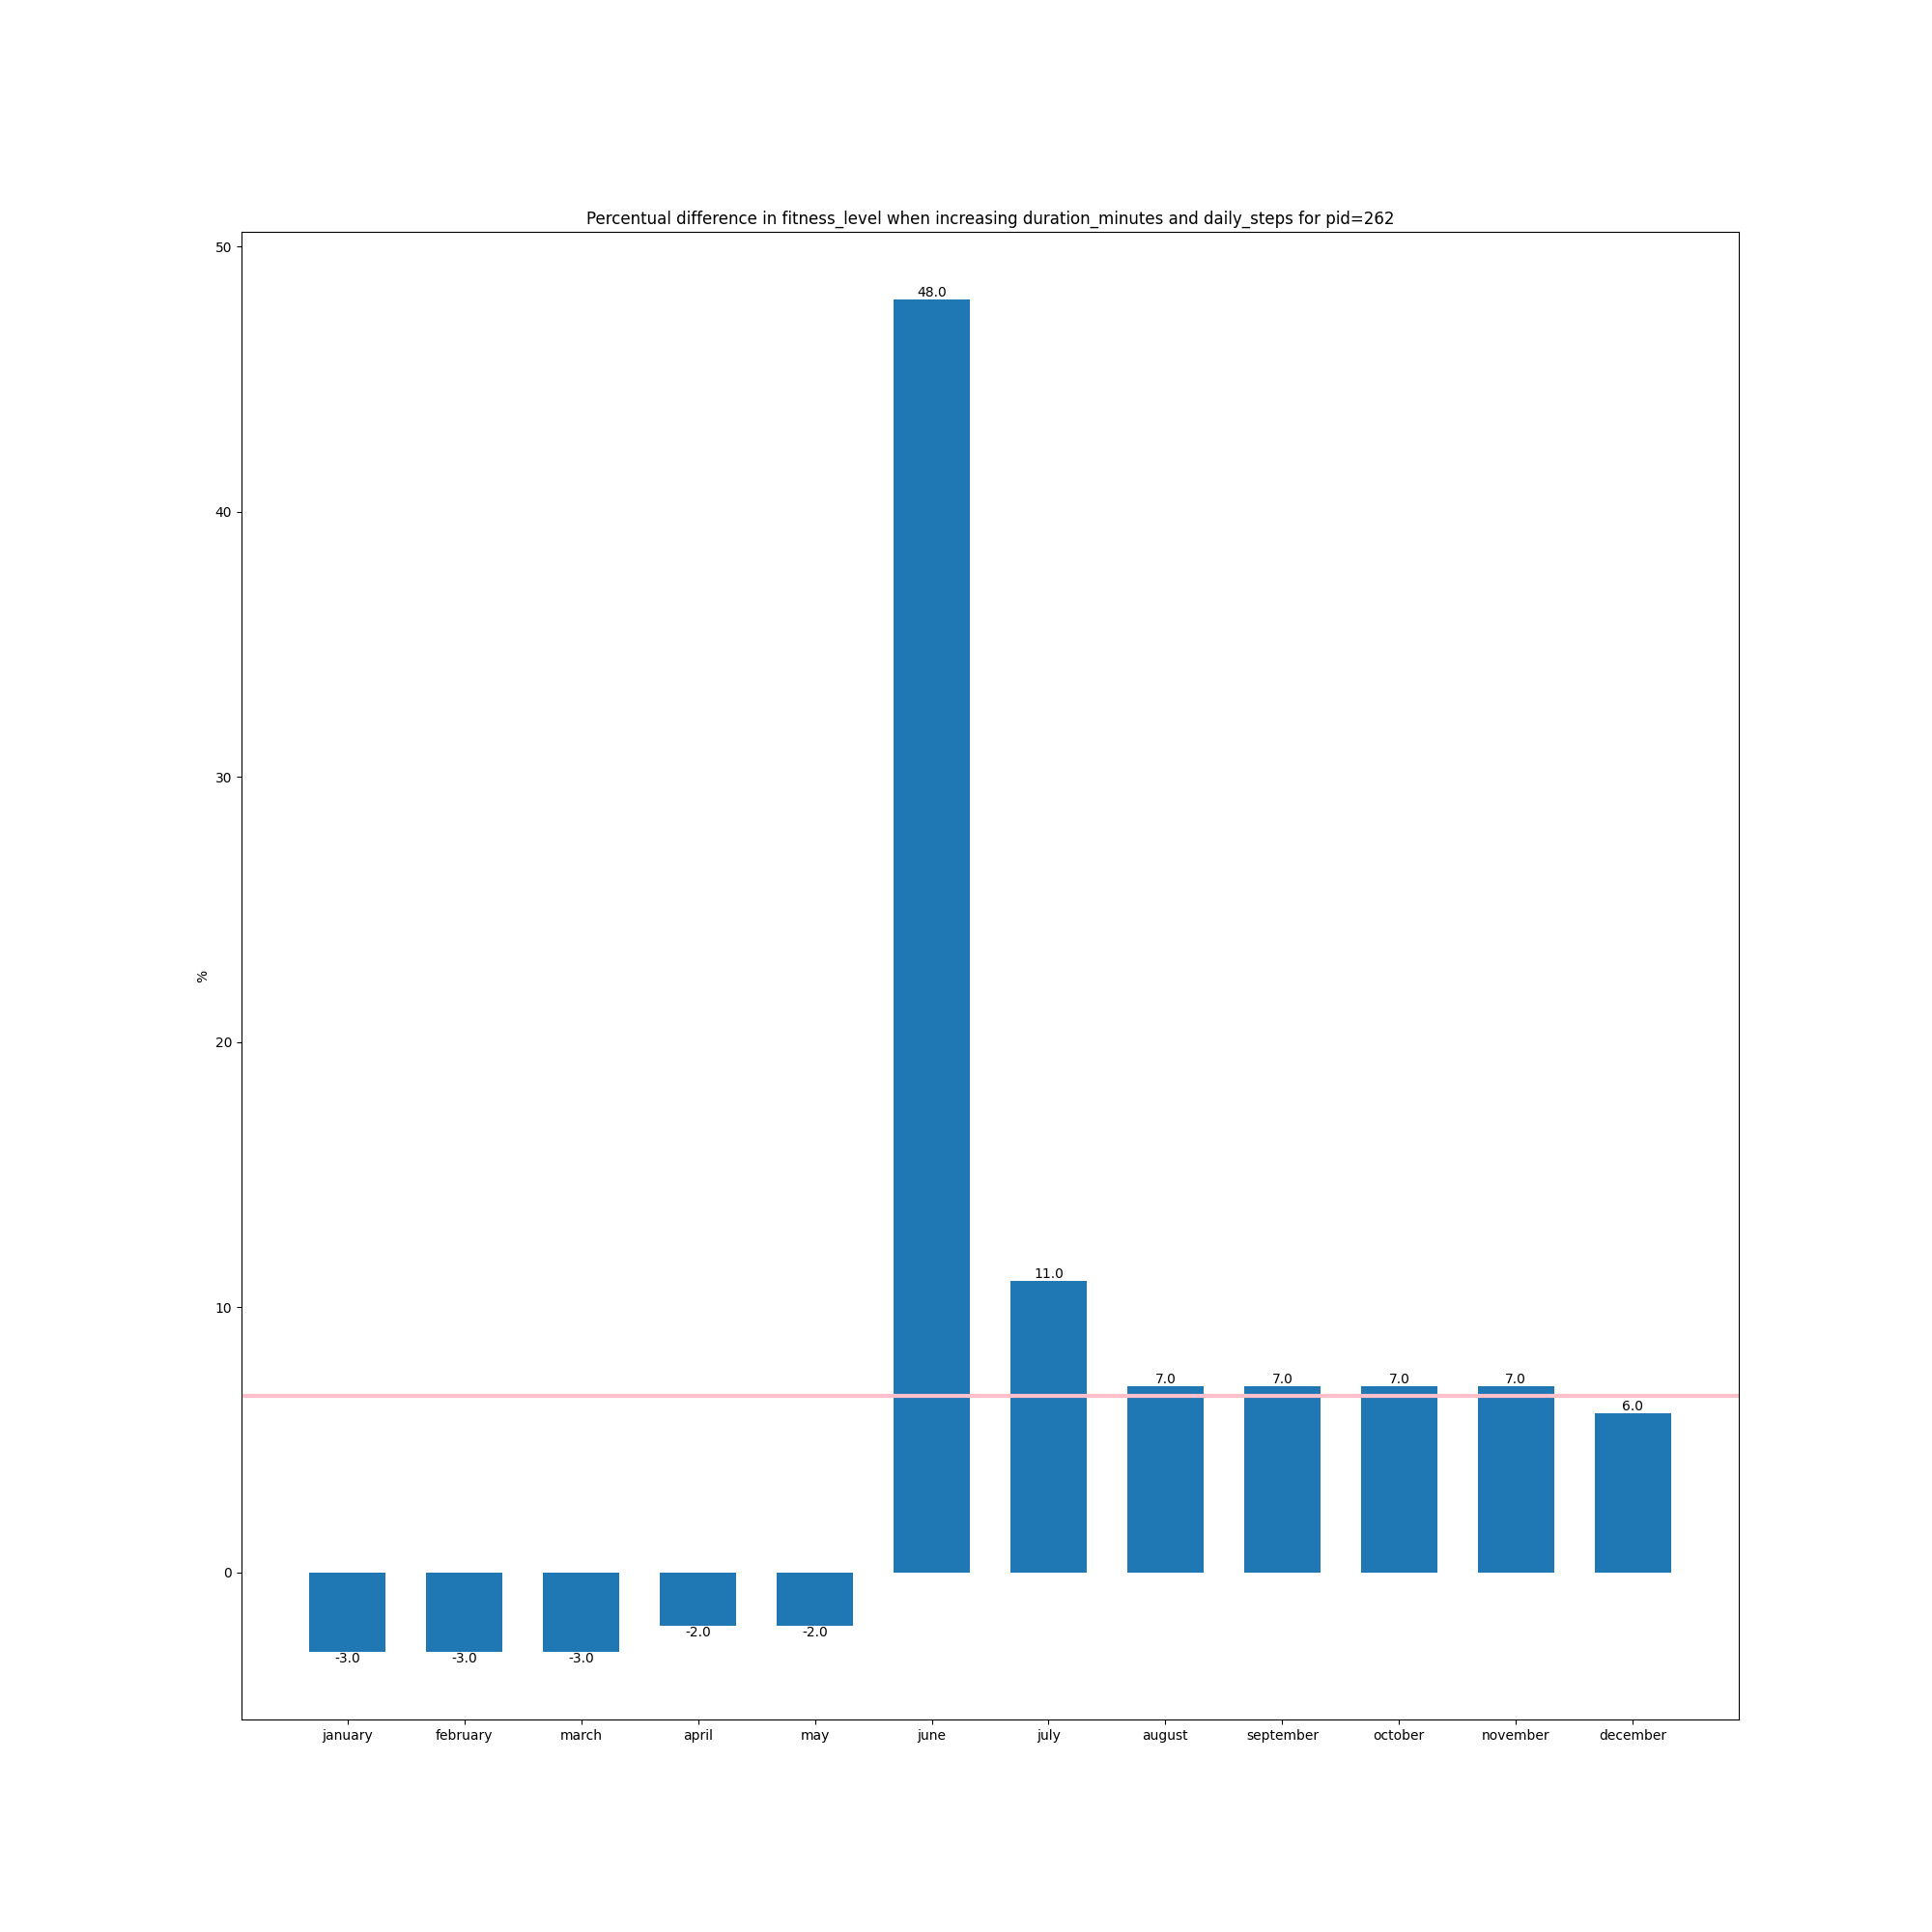 Percentual difference in fitness_level when increasing duration_minutes and daily_steps for pid=262
50
48.0
40
30
%
20
11.0
10
7.0 7.0 7.0 7.0
6.0
0
-2.0 -2.0
-3.0 -3.0 -3.0
january february march april may june july august september october november december